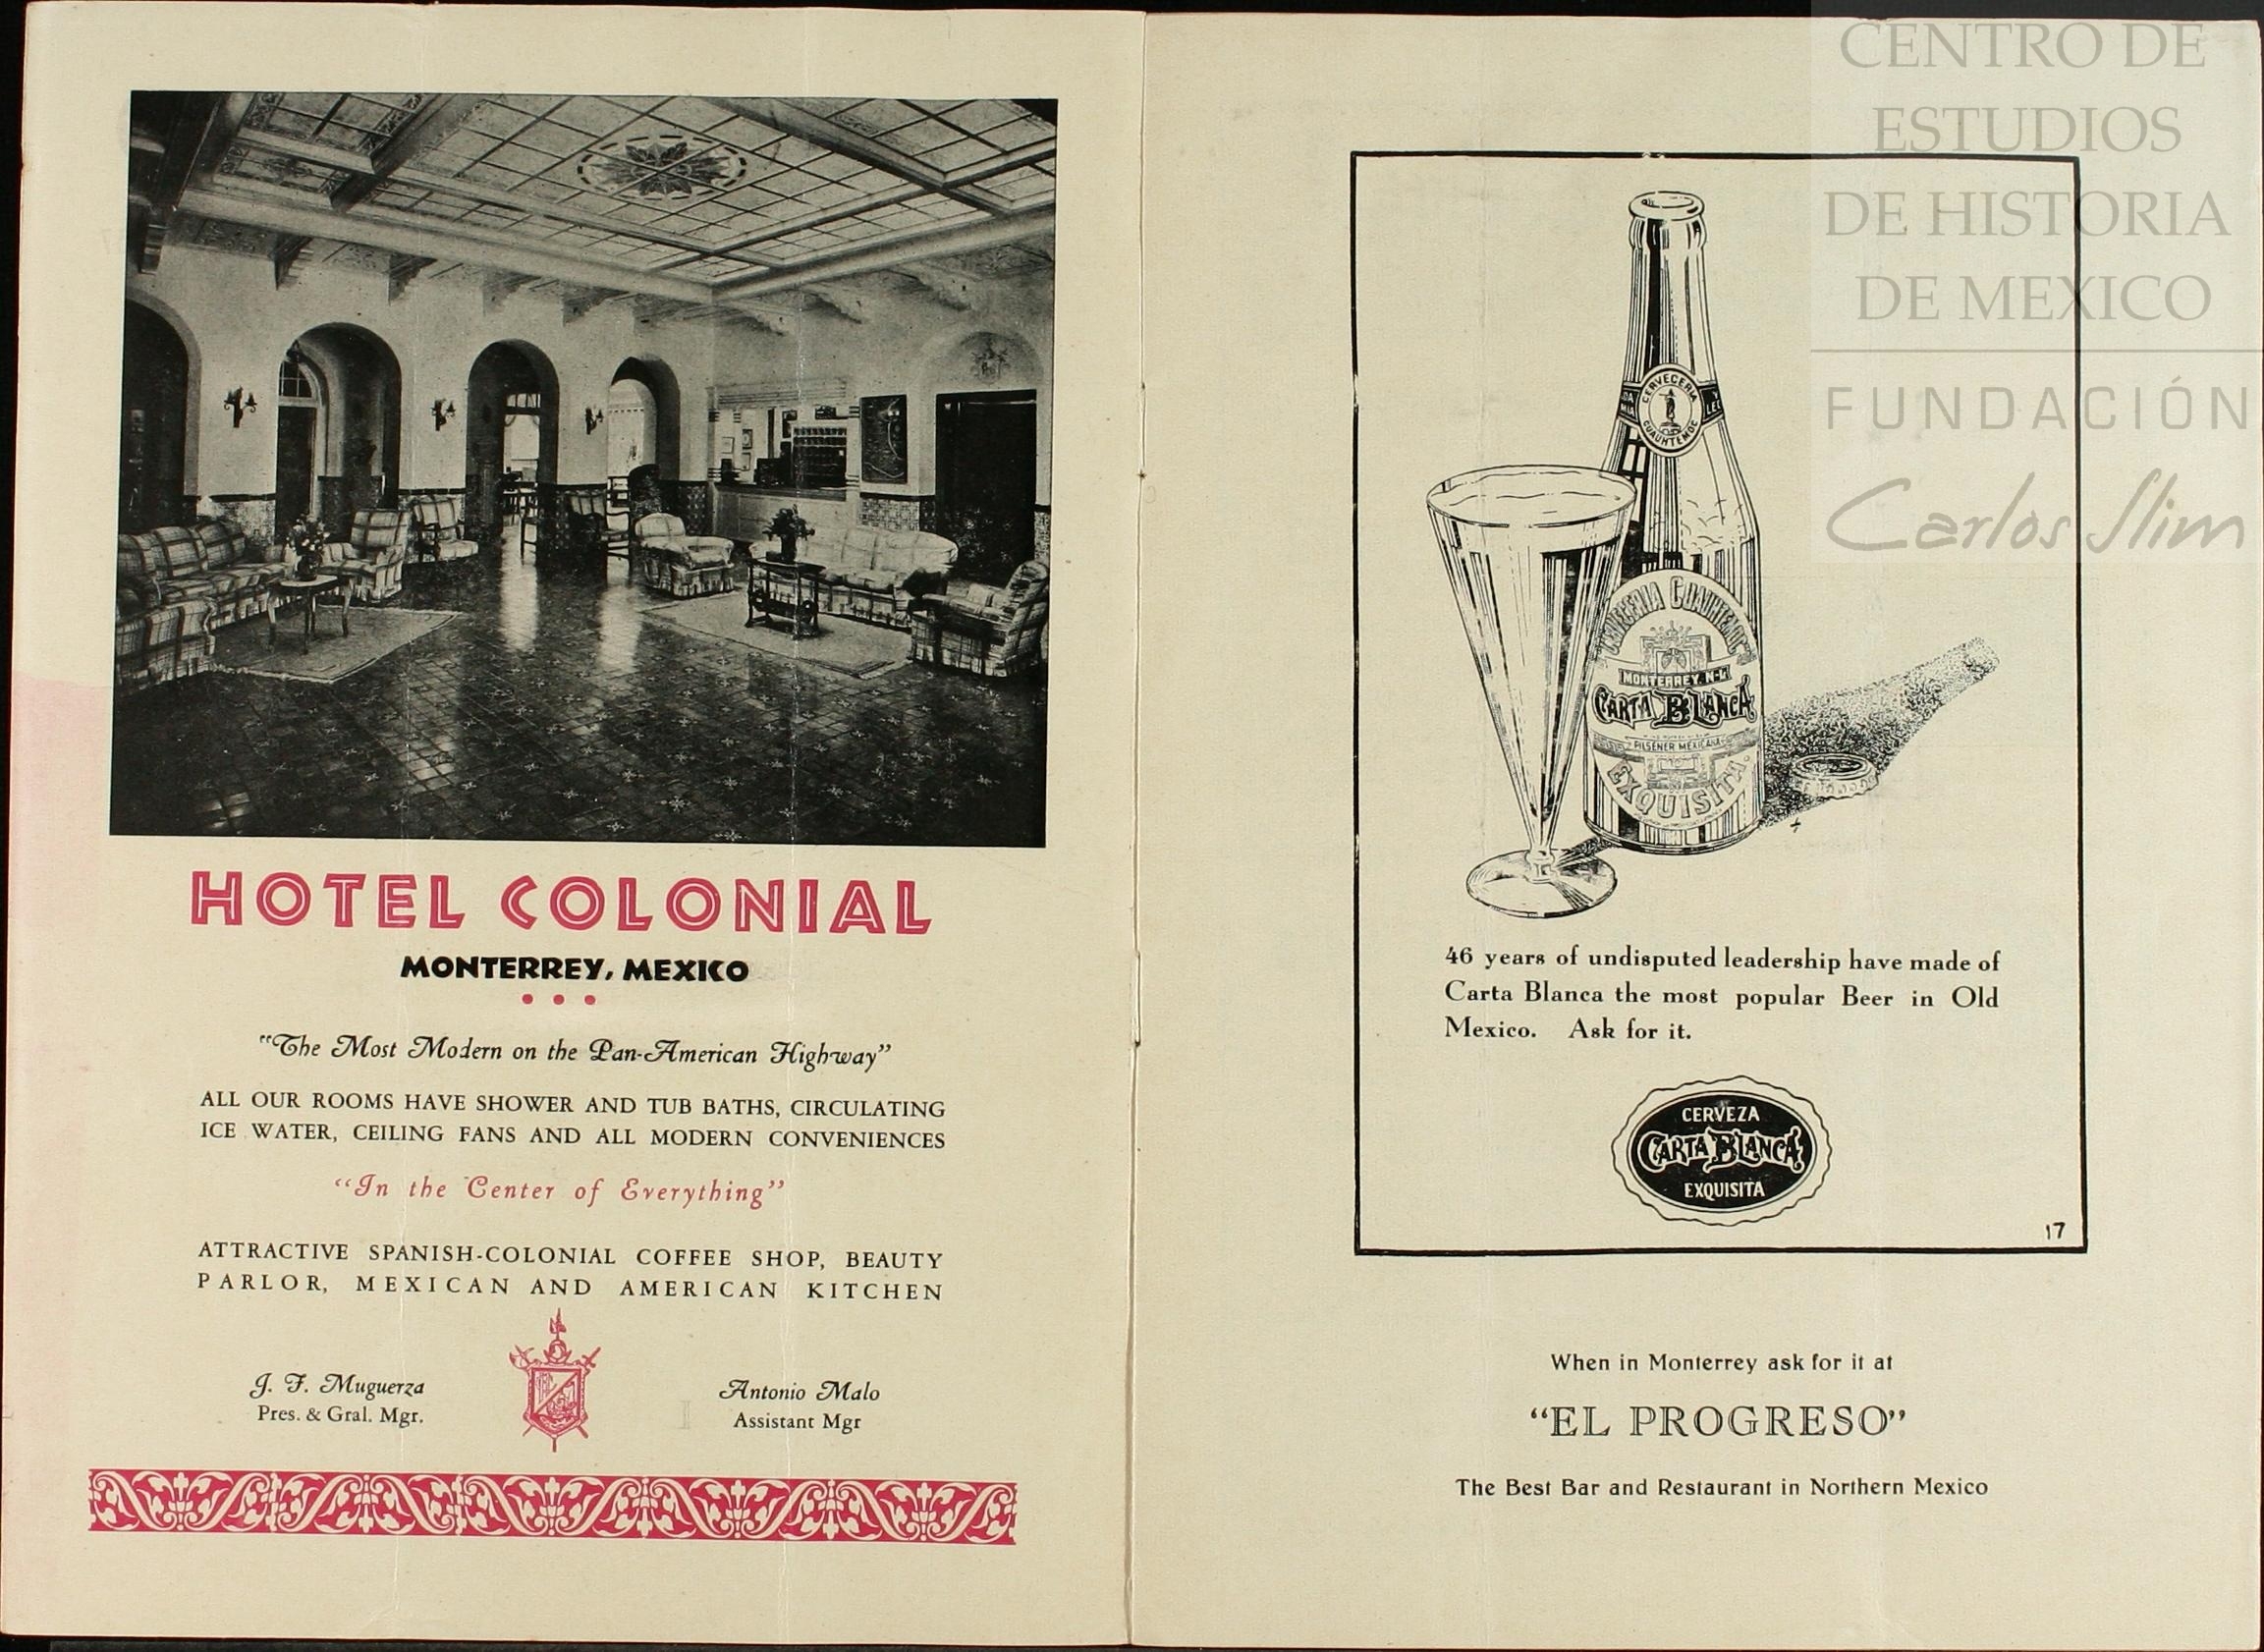 HOTEL COLONIAL
MONTERREY, MEXICO
"The Most Modern on the Pan-American Highway"
ALL OUR ROOMS HAVE SHOWER AND TUB BATHS, CIRCULATING
ICE WATER, CEILING FANS AND ALL MODERN CONVENIENCES
"In the Center of Everything"
ATTRACTIVE SPANISH-COLONIAL COFFEE SHOP, BEAUTY
PARLOR, MEXICAN AND AMERICAN KITCHEN
J. F. Muguerza
Pres. & Gral. Mgr.
Antonio Malo
Assistant Mgr
CERVECERIA
CUAUHTEMOC
CERVECERIA CUAUHTEMOC
MONTERREY, N.L.
CARTA BLANCA
PILSENER MEXICANA
EXQUISITA
46 years of undisputed leadership have made of
Carta Blanca the most popular Beer in Old
Mexico. Ask for it.
CERVEZA
CARTA BLANCA
EXQUISITA
17
When in Monterrey ask for it at
"EL PROGRESO"
The Best Bar and Restaurant in Northern Mexico
CENTRO DE
ESTUDIOS
DE HISTORIA
DE MEXICO
FUNDACIÓN
Carlos Slim